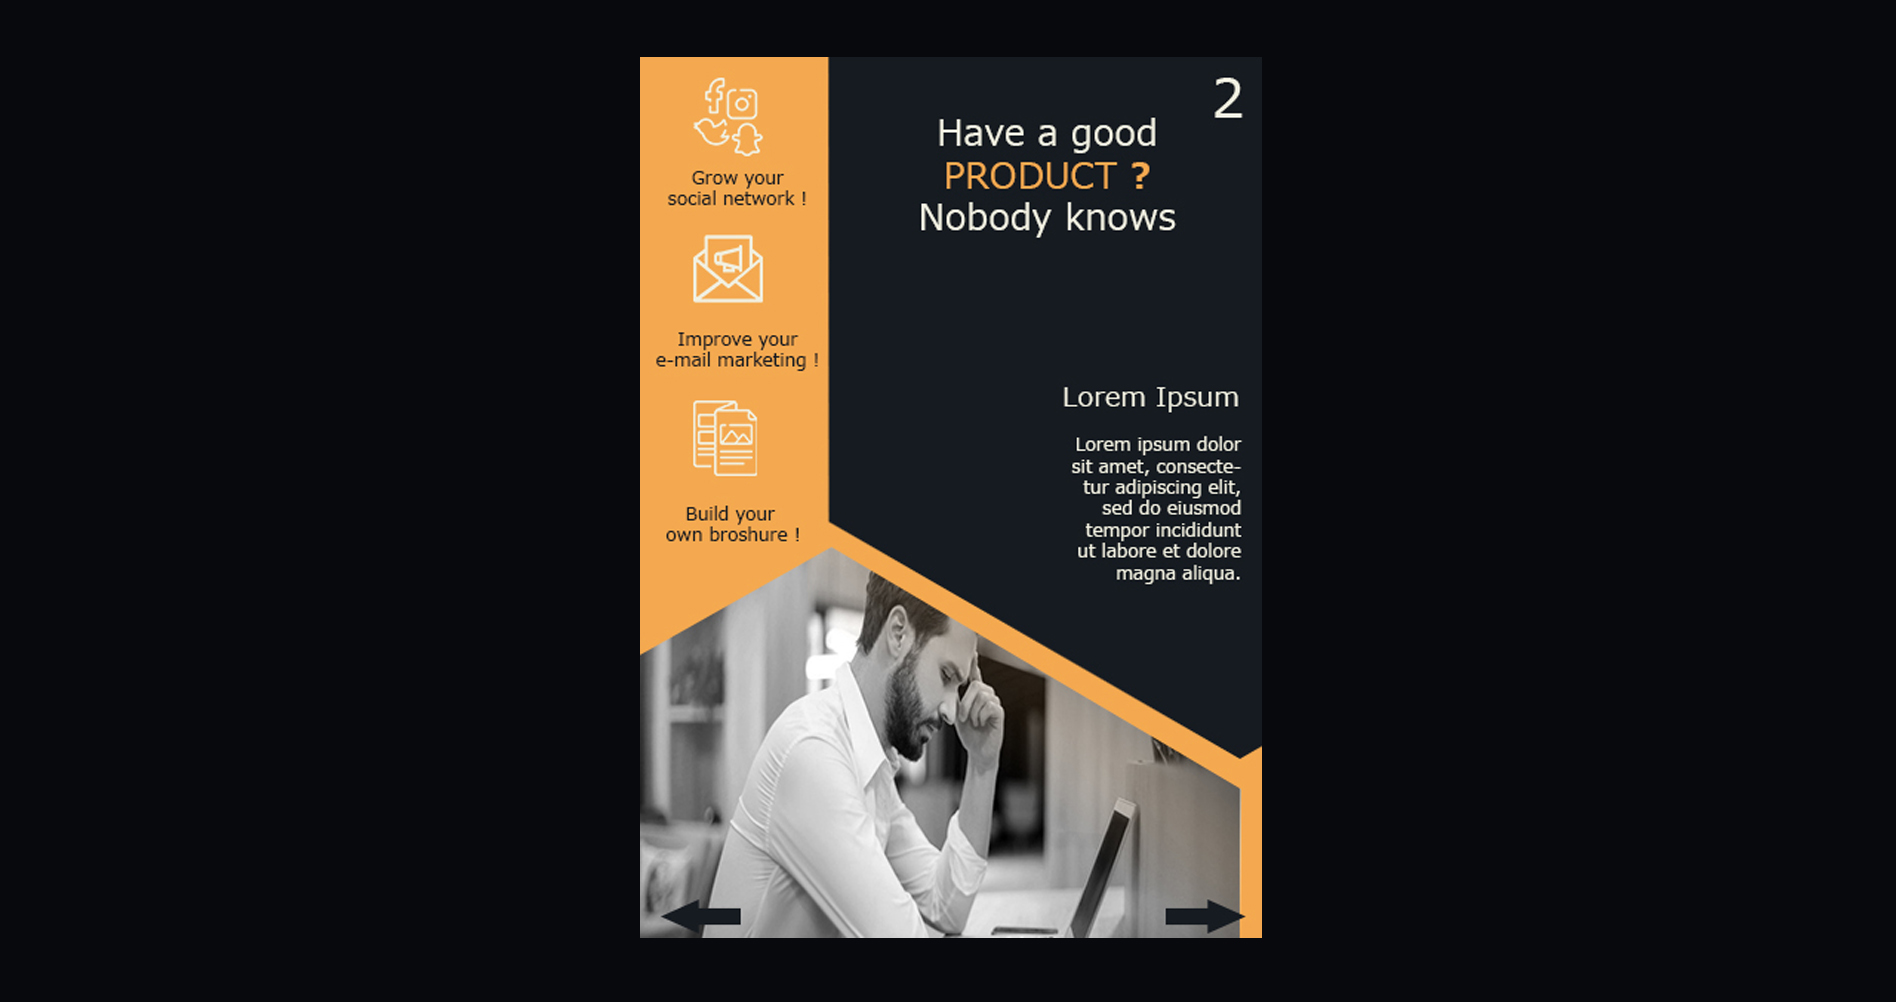 Grow your
social network !
Improve your
e-mail marketing !
Build your
own broshure !
2
Have a good
PRODUCT ?
Nobody knows
Lorem Ipsum
Lorem ipsum dolor
sit amet, consecte-
tur adipiscing elit,
sed do eiusmod
tempor incididunt
ut labore et dolore
magna aliqua.